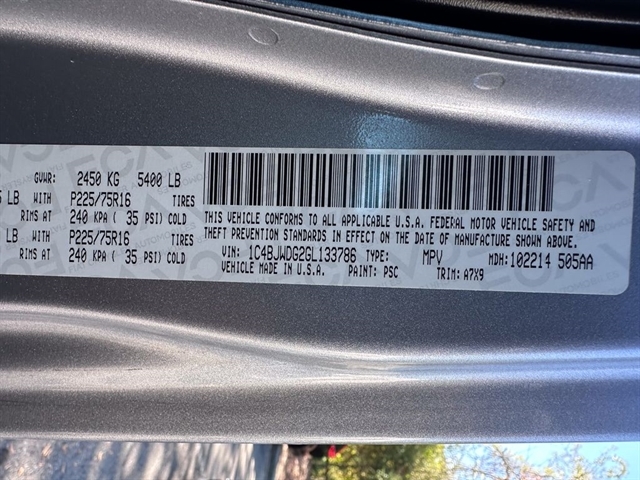 GVWR: 2450 KG 5400 LB
LB WITH P225/75R16 TIRES
RIMS AT 240 KPA ( 35 PSI) COLD
LB WITH P225/75R16 TIRES
RIMS AT 240 KPA ( 35 PSI) COLD
THIS VEHICLE CONFORMS TO ALL APPLICABLE U.S.A. FEDERAL MOTOR VEHICLE SAFETY AND
THEFT PREVENTION STANDARDS IN EFFECT ON THE DATE OF MANUFACTURE SHOWN ABOVE.
VIN: 1C4BJWDG2GL133786 TYPE: MPV MDH: 102214 505AA
VEHICLE MADE IN U.S.A. PAINT: PSC TRIM: A7X9